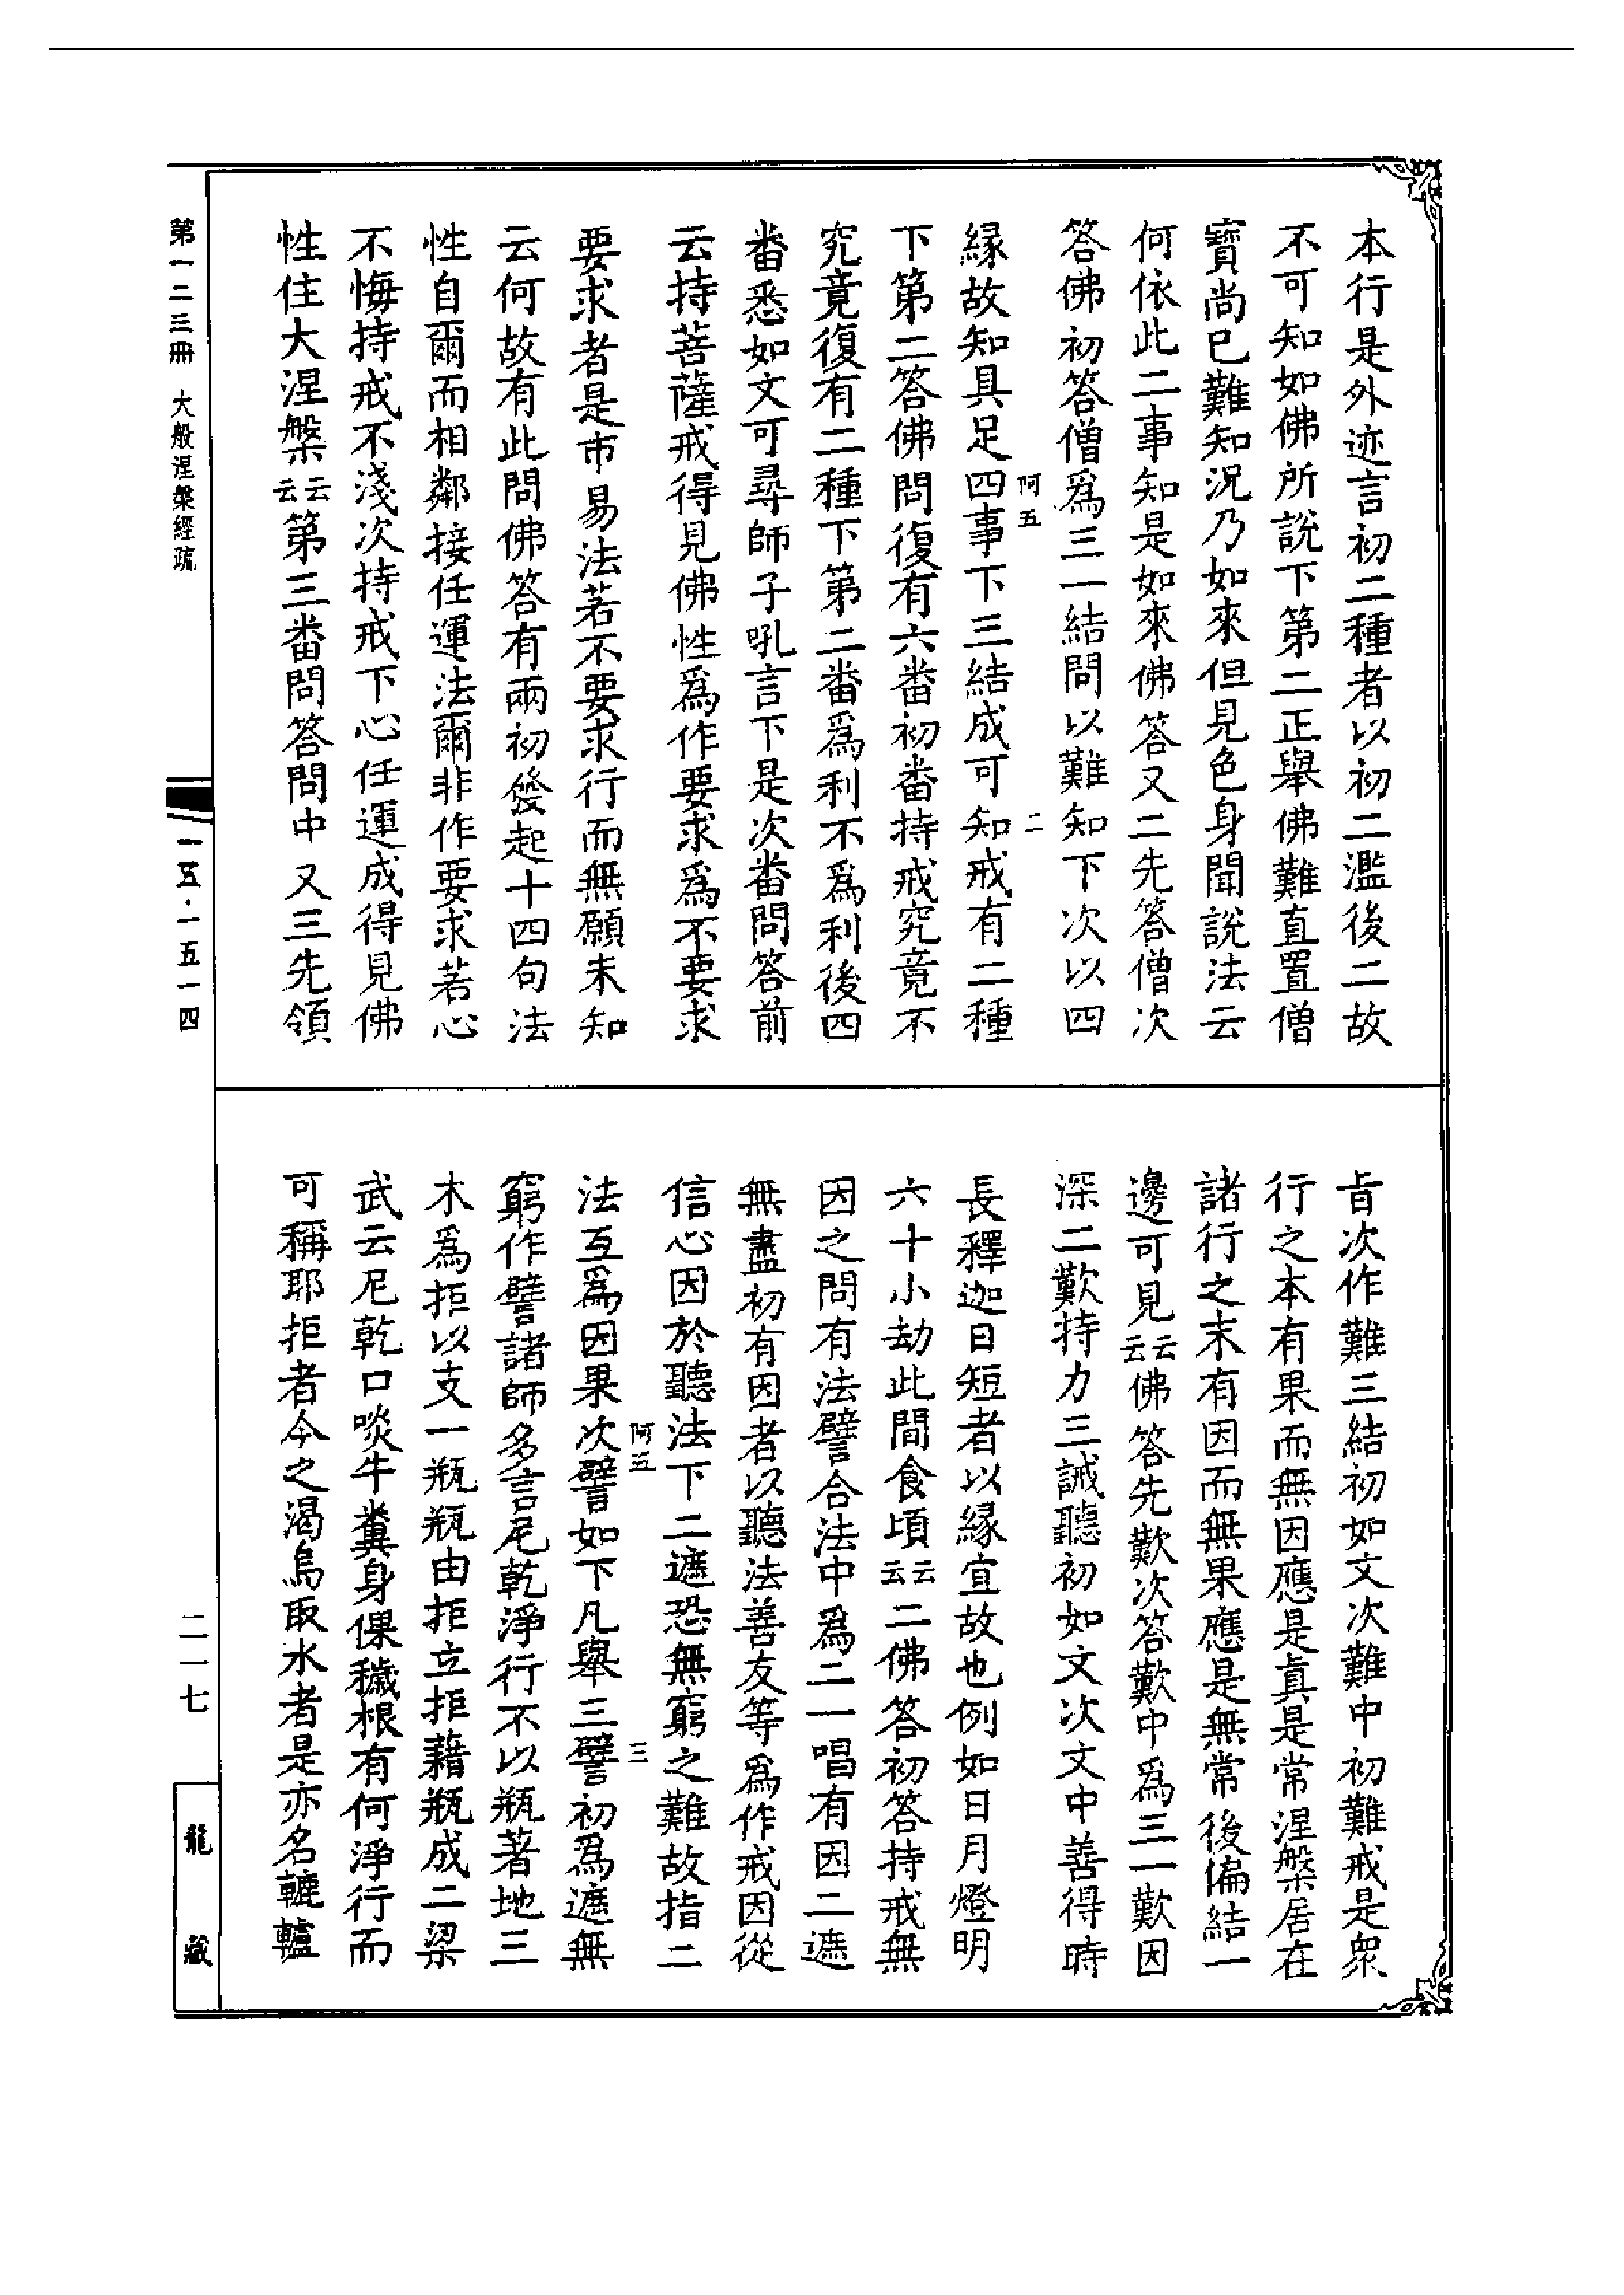 本行是外迹言初二種者以初二濫後二故
不可知如佛所說下第二正舉佛難直置僧
寶尚已難知況乃如來但見色身聞說法云
何依此二事知是如來佛答又二先答僧次
答佛初答僧爲三一結問以難知下次以四
阿五 二
緣故知具足四事下三結成可知戒有二種
下第二答佛問復有六番初番持戒究竟不
究竟復有二種下第二番爲利不爲利後四
番悉如文可尋師子吼言下是次番問答前
云持菩薩戒得見佛性爲作要求爲不要求
要求者是市易法若不要求行而無願未知
云何故有此問佛答有兩初發起十四句法
性自爾而相鄰接任運法爾非作要求若心
不悔持戒不淺次持戒下心任運成得見佛
性住大涅槃云云第三番問答問中又三先領
旨次作難三結初如文次難中初難戒是衆
行之本有果而無因應是眞是常涅槃居在
諸行之末有因而無果應是無常後偏結一
邊可見云云佛答先歎次答歎中爲三一歎因
深二歎持力三誡聽初如文次文中善得時
長釋迦日短者以緣宜故也例如日月燈明
六十小劫此間食頃云云二佛答初答持戒無
因之問有法譬合法中爲二一唱有因二遮
無盡初有因者以聽法善友等爲作戒因從
信心因於聽法下二遮恐無窮之難故指二
阿五 三
法互爲因果次譬如下凡舉三譬初爲遮無
窮作譬諸師多言尼乾淨行不以瓶著地三
木爲拒以支一瓶瓶由拒立拒藉瓶成二梁
武云尼乾口啖牛糞身倮穢根有何淨行而
可稱耶拒者今之渴烏取水者是亦名轆轤
第一二三冊 大般涅槃經疏
一五·一五一四
二一七
龍藏